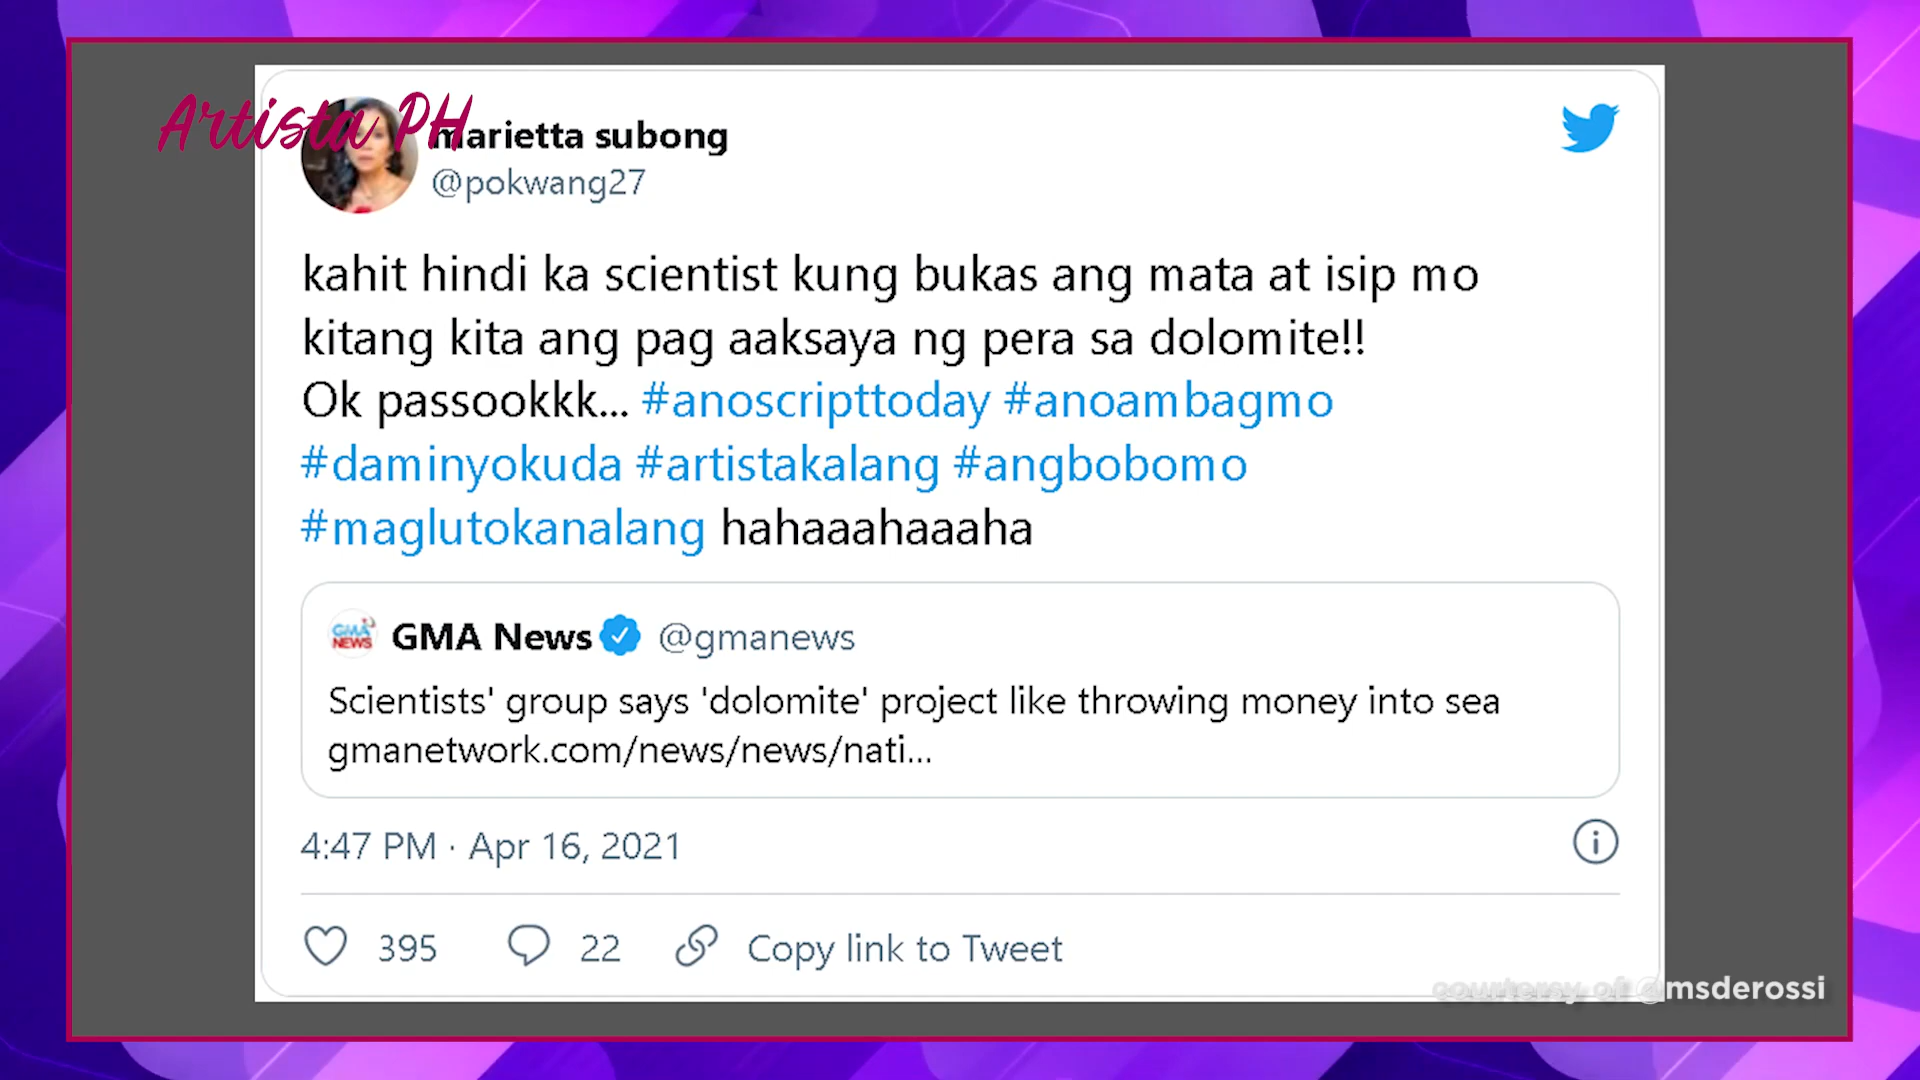 Artista PH
marietta subong
@pokwang27
kahit hindi ka scientist kung bukas ang mata at isip mo
kitang kita ang pag aaksaya ng pera sa dolomite!!
Ok passookkk... #anoscripttoday #anoambagmo
#daminyokuda #artistakalang #angbobomo
#maglutokanalang hahaaahaaaha
GMA NEWS
GMA News @gmanews
Scientists' group says 'dolomite' project like throwing money into sea
gmanetwork.com/news/news/nati...
4:47 PM · Apr 16, 2021
395 22 Copy link to Tweet
courtersy of @msderossi